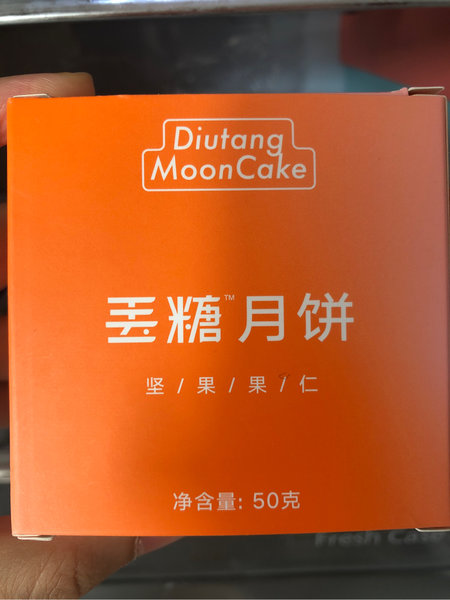 Diutang
MoonCake
丢糖™月饼
坚/果/果/仁
净含量: 50克
Fresh Case